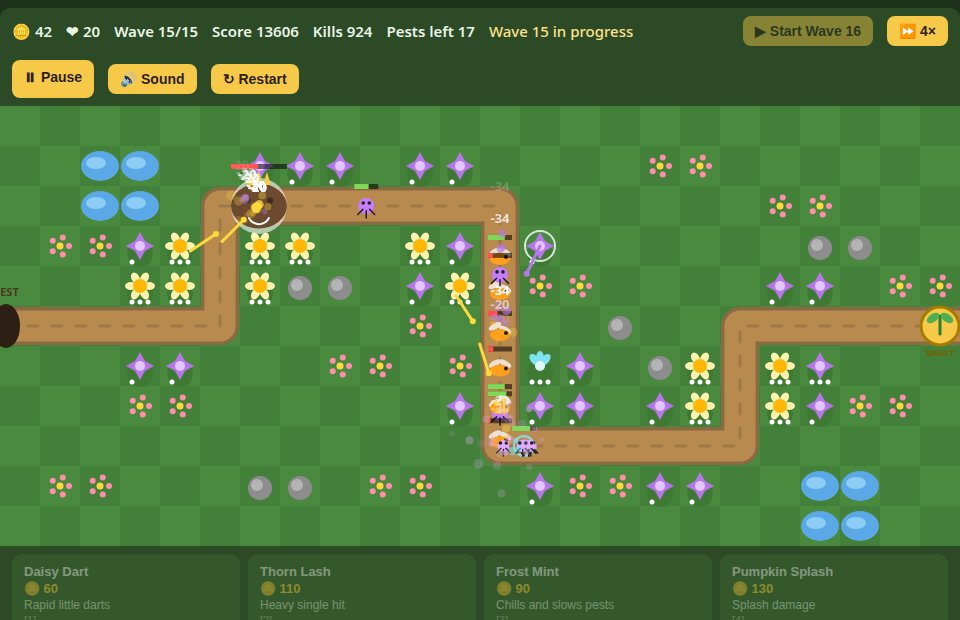 🪙 42 ❤ 20 Wave 15/15 Score 13606 Kills 924 Pests left 17 Wave 15 in progress ▶ Start Wave 16 ⏩ 4×
⏸ Pause 🔊 Sound ↻ Restart
-20
-34
-34
EST
-34
-20
VAULT
Daisy Dart Thorn Lash Frost Mint Pumpkin Splash
🪙 60 🪙 110 🪙 90 🪙 130
Rapid little darts Heavy single hit Chills and slows pests Splash damage